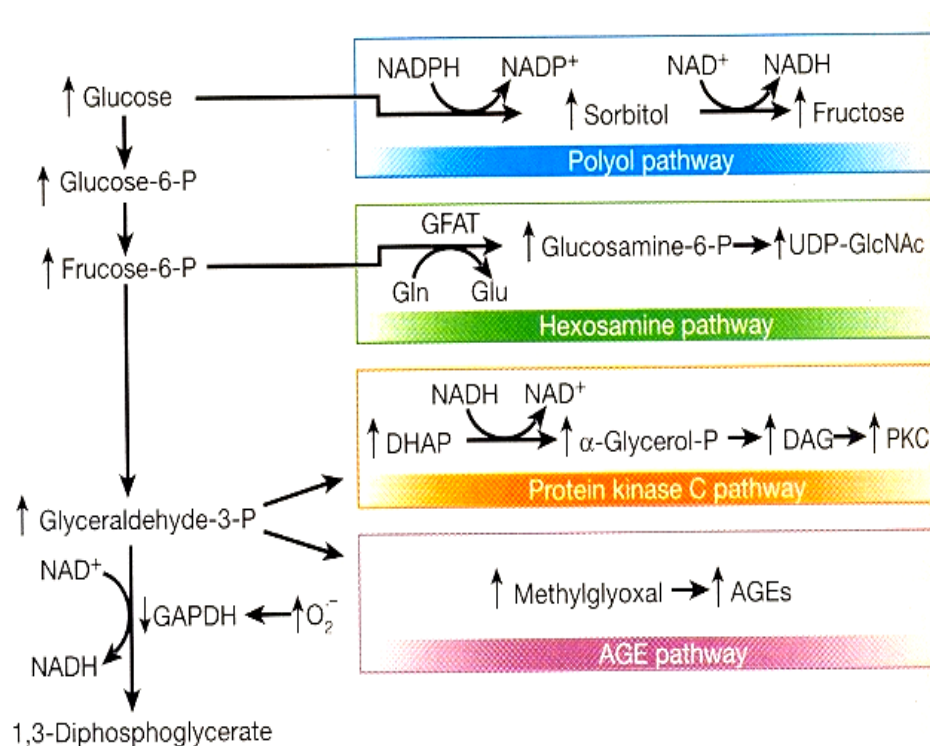 NADPH NADP+ NAD+ NADH
↑ Glucose ↑ Sorbitol ↑ Fructose
Polyol pathway
↑ Glucose-6-P
GFAT
↑ Frucose-6-P ↑ Glucosamine-6-P → ↑ UDP-GlcNAc
Gln Glu
Hexosamine pathway
NADH NAD+
↑ DHAP ↑ α-Glycerol-P → ↑ DAG → ↑ PKC
Protein kinase C pathway
↑ Glyceraldehyde-3-P
NAD+
↑ Methylglyoxal → ↑ AGEs
↓ GAPDH ← ↑ O₂·⁻
NADH
AGE pathway
1,3-Diphosphoglycerate